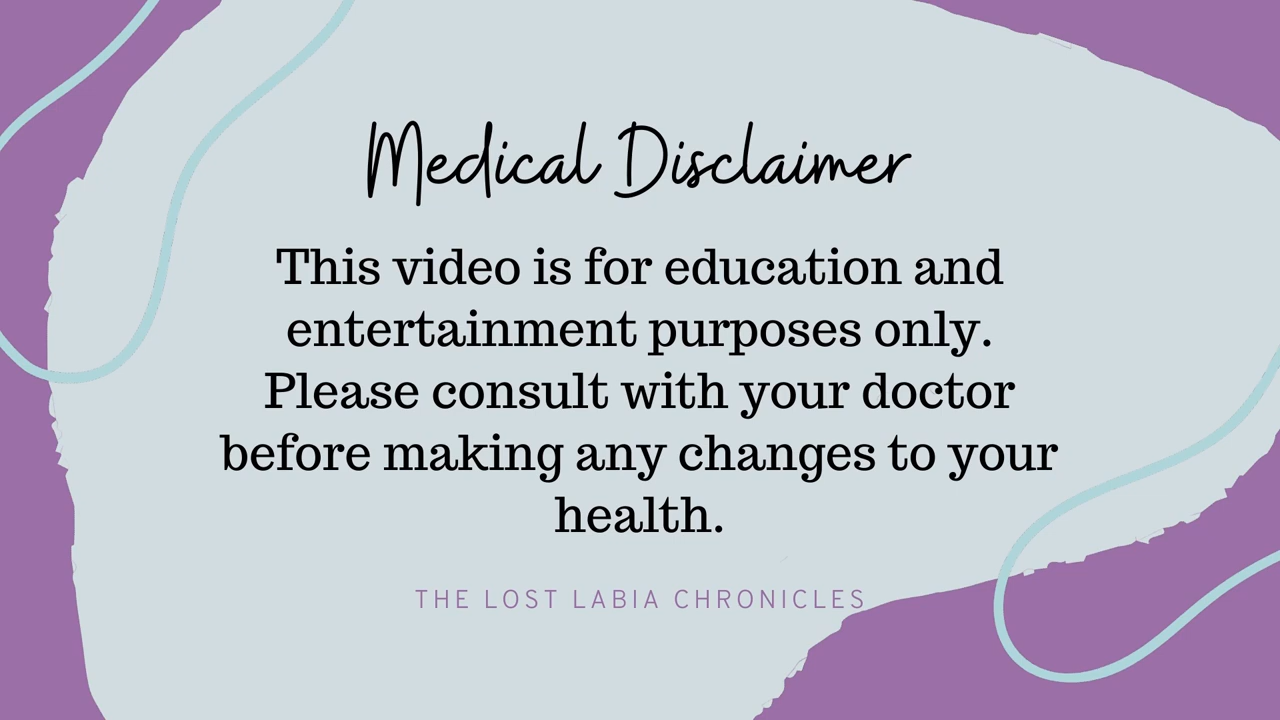 Medical Disclaimer
This video is for education and
entertainment purposes only.
Please consult with your doctor
before making any changes to your
health.
THE LOST LABIA CHRONICLES